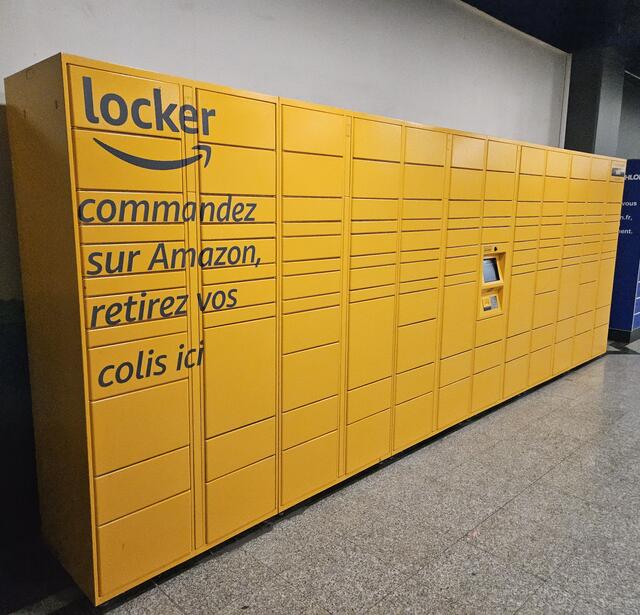 locker
commandez
sur Amazon,
retirez vos
colis ici